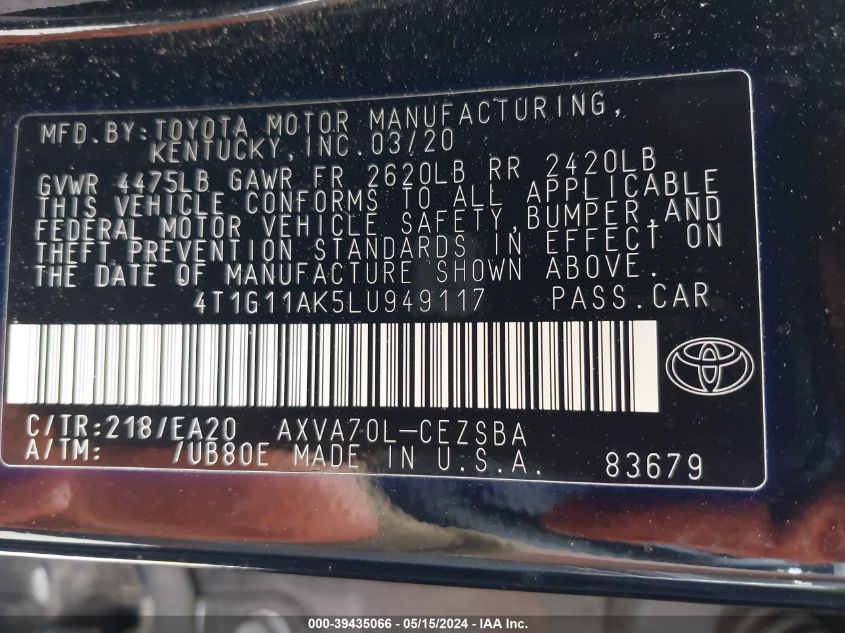 MFD.BY:TOYOTA MOTOR MANUFACTURING,
KENTUCKY,INC.03/20
GVWR 4475LB GAWR FR 2620LB RR 2420LB
THIS VEHICLE CONFORMS TO ALL APPLICABLE
FEDERAL MOTOR VEHICLE SAFETY,BUMPER,AND
THEFT PREVENTION STANDARDS IN EFFECT ON
THE DATE OF MANUFACTURE SHOWN ABOVE.
4T1G11AK5LU949117 PASS.CAR
C/TR:218/EA20 AXVA70L-CEZSBA
A/TM: /UB80E MADE IN U.S.A. 83679
000-39435066 - 05/15/2024 - IAA Inc.